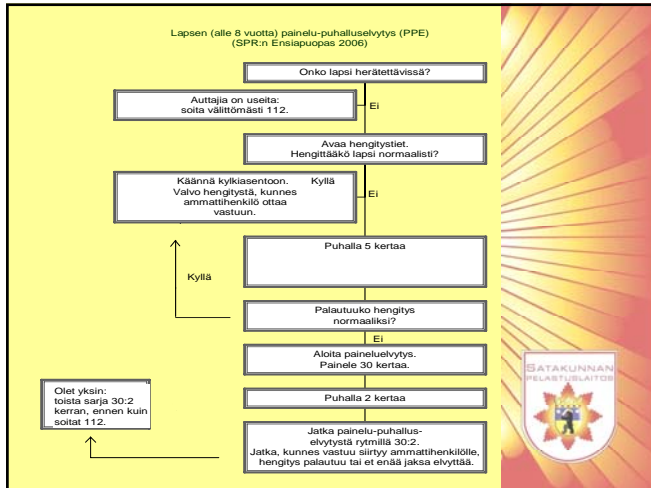 Lapsen (alle 8 vuotta) painelu-puhalluselvytys (PPE)
(SPR:n Ensiapuopas 2006)
Onko lapsi herätettävissä?
Ei
Auttajia on useita:
soita välittömästi 112.
Avaa hengitystiet.
Hengittääkö lapsi normaalisti?
Käännä kylkiasentoon. Kyllä
Valvo hengitystä, kunnes
ammattihenkilö ottaa
vastuun.
Ei
Puhalla 5 kertaa
Kyllä
Palautuuko hengitys
normaaliksi?
Ei
Aloita paineluelvytys.
Painele 30 kertaa.
Puhalla 2 kertaa
Olet yksin:
toista sarja 30:2
kerran, ennen kuin
soitat 112.
Jatka painelu-puhallus-
elvytystä rytmillä 30:2.
Jatka, kunnes vastuu siirtyy ammattihenkilölle,
hengitys palautuu tai et enää jaksa elvyttää.
SATAKUNNAN
PELASTUSLAITOS